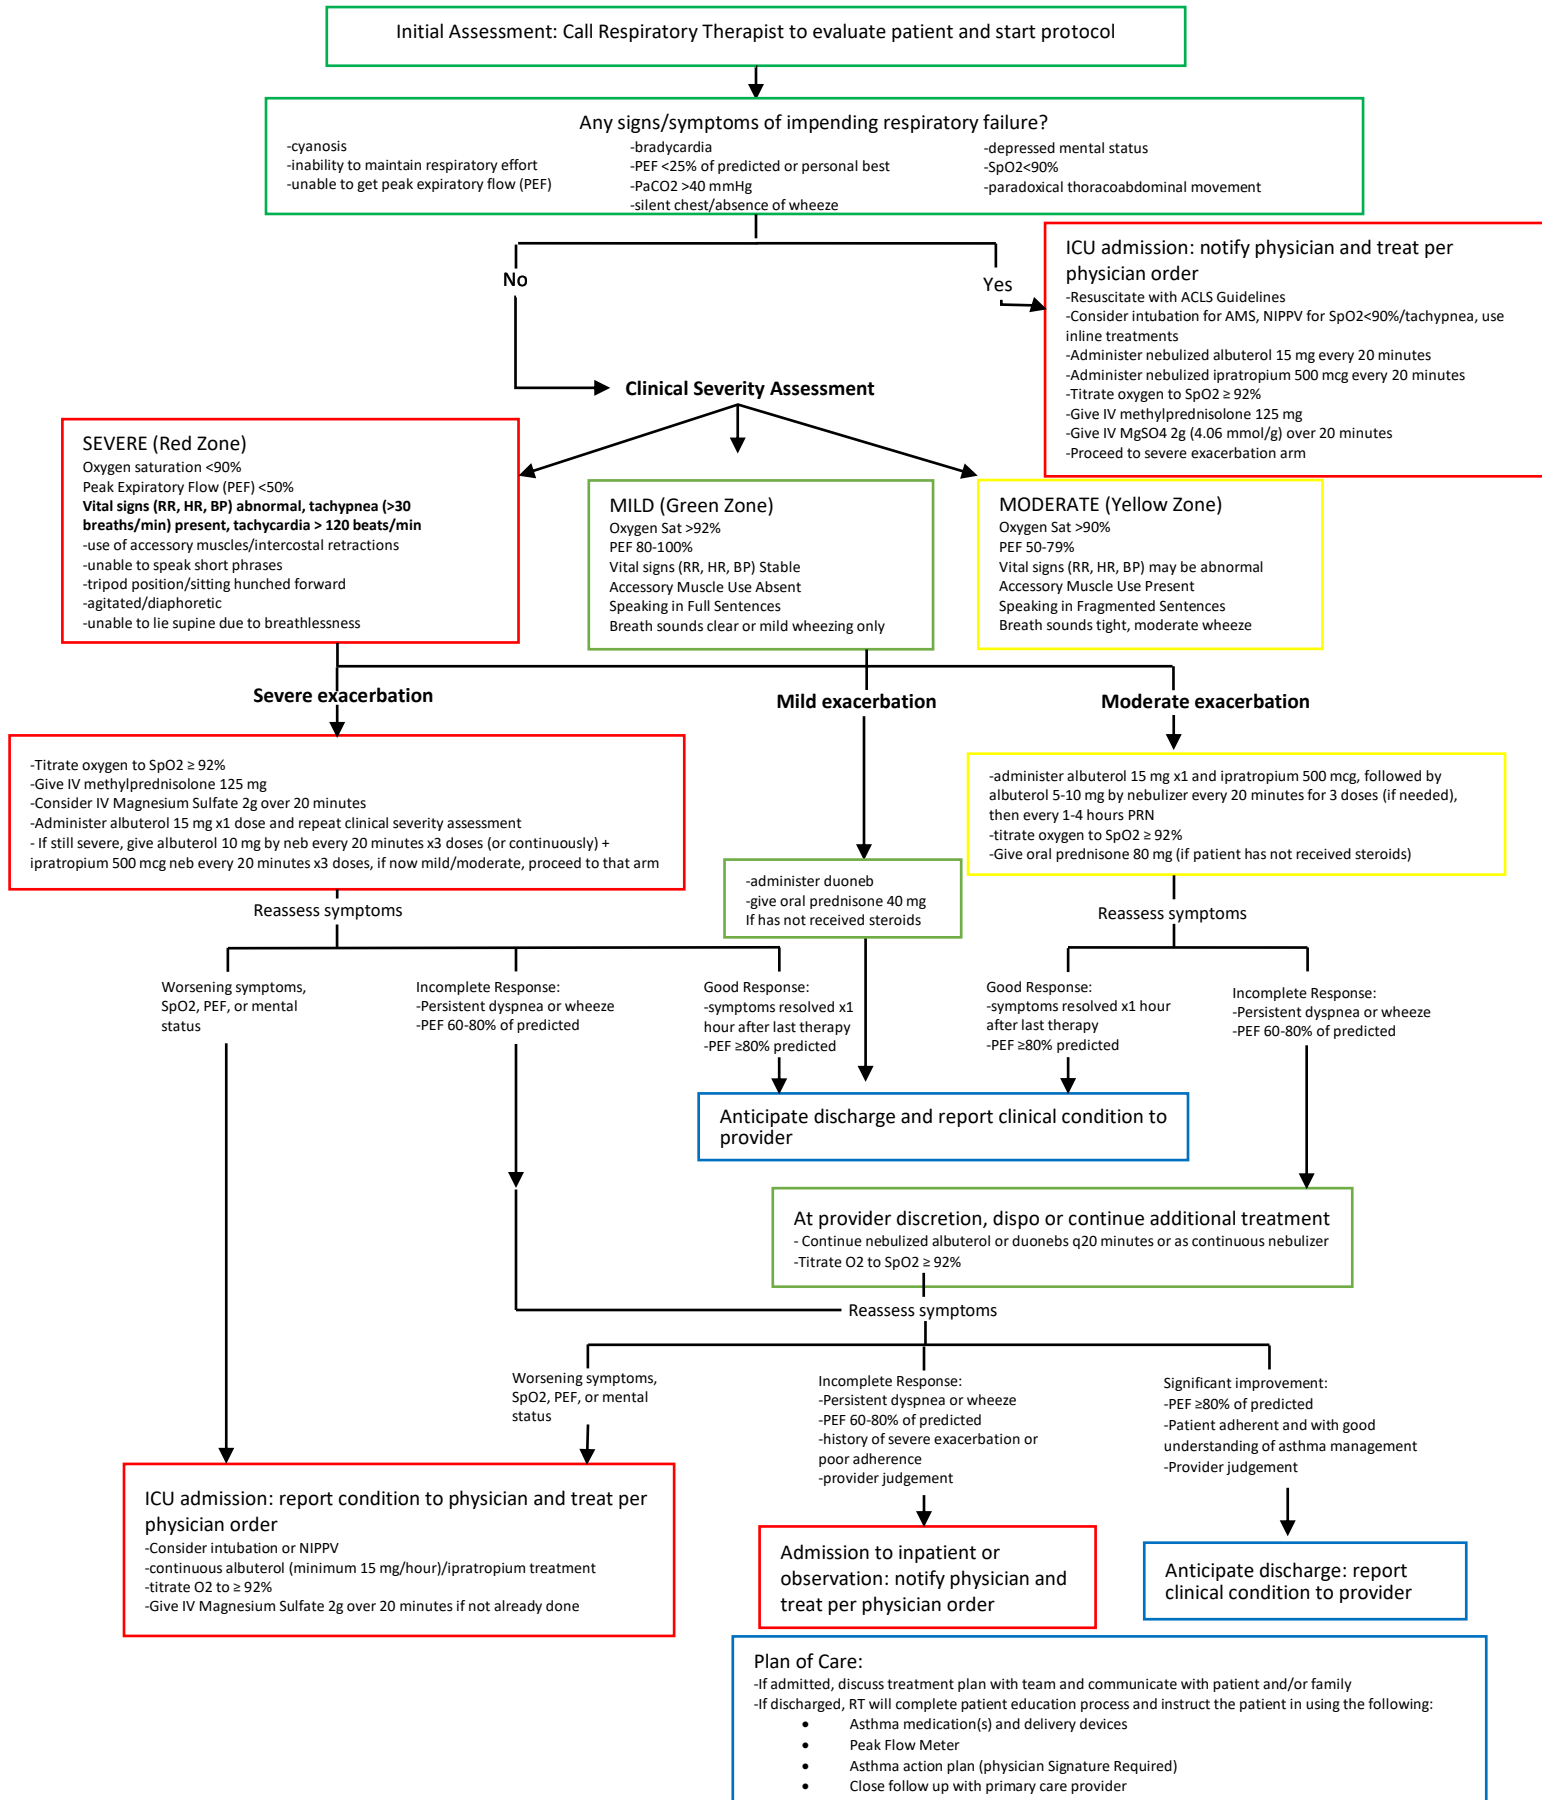 Initial Assessment: Call Respiratory Therapist to evaluate patient and start protocol
Any signs/symptoms of impending respiratory failure?
-cyanosis
-inability to maintain respiratory effort
-unable to get peak expiratory flow (PEF)
-bradycardia
-PEF <25% of predicted or personal best
-PaCO2 >40 mmHg
-silent chest/absence of wheeze
-depressed mental status
-SpO2<90%
-paradoxical thoracoabdominal movement
No
Yes
ICU admission: notify physician and treat per
physician order
-Resuscitate with ACLS Guidelines
-Consider intubation for AMS, NIPPV for SpO2<90%/tachypnea, use
inline treatments
-Administer nebulized albuterol 15 mg every 20 minutes
-Administer nebulized ipratropium 500 mcg every 20 minutes
-Titrate oxygen to SpO2 ≥ 92%
-Give IV methylprednisolone 125 mg
-Give IV MgSO4 2g (4.06 mmol/g) over 20 minutes
-Proceed to severe exacerbation arm
Clinical Severity Assessment
SEVERE (Red Zone)
Oxygen saturation <90%
Peak Expiratory Flow (PEF) <50%
Vital signs (RR, HR, BP) abnormal, tachypnea (>30
breaths/min) present, tachycardia > 120 beats/min
-use of accessory muscles/intercostal retractions
-unable to speak short phrases
-tripod position/sitting hunched forward
-agitated/diaphoretic
-unable to lie supine due to breathlessness
MILD (Green Zone)
Oxygen Sat >92%
PEF 80-100%
Vital signs (RR, HR, BP) Stable
Accessory Muscle Use Absent
Speaking in Full Sentences
Breath sounds clear or mild wheezing only
MODERATE (Yellow Zone)
Oxygen Sat >90%
PEF 50-79%
Vital signs (RR, HR, BP) may be abnormal
Accessory Muscle Use Present
Speaking in Fragmented Sentences
Breath sounds tight, moderate wheeze
Severe exacerbation
Mild exacerbation
Moderate exacerbation
-Titrate oxygen to SpO2 ≥ 92%
-Give IV methylprednisolone 125 mg
-Consider IV Magnesium Sulfate 2g over 20 minutes
-Administer albuterol 15 mg x1 dose and repeat clinical severity assessment
- If still severe, give albuterol 10 mg by neb every 20 minutes x3 doses (or continuously) +
ipratropium 500 mcg neb every 20 minutes x3 doses, if now mild/moderate, proceed to that arm
-administer duoneb
-give oral prednisone 40 mg
If has not received steroids
-administer albuterol 15 mg x1 and ipratropium 500 mcg, followed by
albuterol 5-10 mg by nebulizer every 20 minutes for 3 doses (if needed),
then every 1-4 hours PRN
-titrate oxygen to SpO2 ≥ 92%
-Give oral prednisone 80 mg (if patient has not received steroids)
Reassess symptoms
Reassess symptoms
Worsening symptoms,
SpO2, PEF, or mental
status
Incomplete Response:
-Persistent dyspnea or wheeze
-PEF 60-80% of predicted
Good Response:
-symptoms resolved x1
hour after last therapy
-PEF ≥80% predicted
Good Response:
-symptoms resolved x1 hour
after last therapy
-PEF ≥80% predicted
Incomplete Response:
-Persistent dyspnea or wheeze
-PEF 60-80% of predicted
Anticipate discharge and report clinical condition to
provider
At provider discretion, dispo or continue additional treatment
- Continue nebulized albuterol or duonebs q20 minutes or as continuous nebulizer
-Titrate O2 to SpO2 ≥ 92%
Reassess symptoms
Worsening symptoms,
SpO2, PEF, or mental
status
Incomplete Response:
-Persistent dyspnea or wheeze
-PEF 60-80% of predicted
-history of severe exacerbation or
poor adherence
-provider judgement
Significant improvement:
-PEF ≥80% of predicted
-Patient adherent and with good
understanding of asthma management
-Provider judgement
ICU admission: report condition to physician and treat per
physician order
-Consider intubation or NIPPV
-continuous albuterol (minimum 15 mg/hour)/ipratropium treatment
-titrate O2 to ≥ 92%
-Give IV Magnesium Sulfate 2g over 20 minutes if not already done
Admission to inpatient or
observation: notify physician and
treat per physician order
Anticipate discharge: report
clinical condition to provider
Plan of Care:
-If admitted, discuss treatment plan with team and communicate with patient and/or family
-If discharged, RT will complete patient education process and instruct the patient in using the following:
• Asthma medication(s) and delivery devices
• Peak Flow Meter
• Asthma action plan (physician Signature Required)
• Close follow up with primary care provider